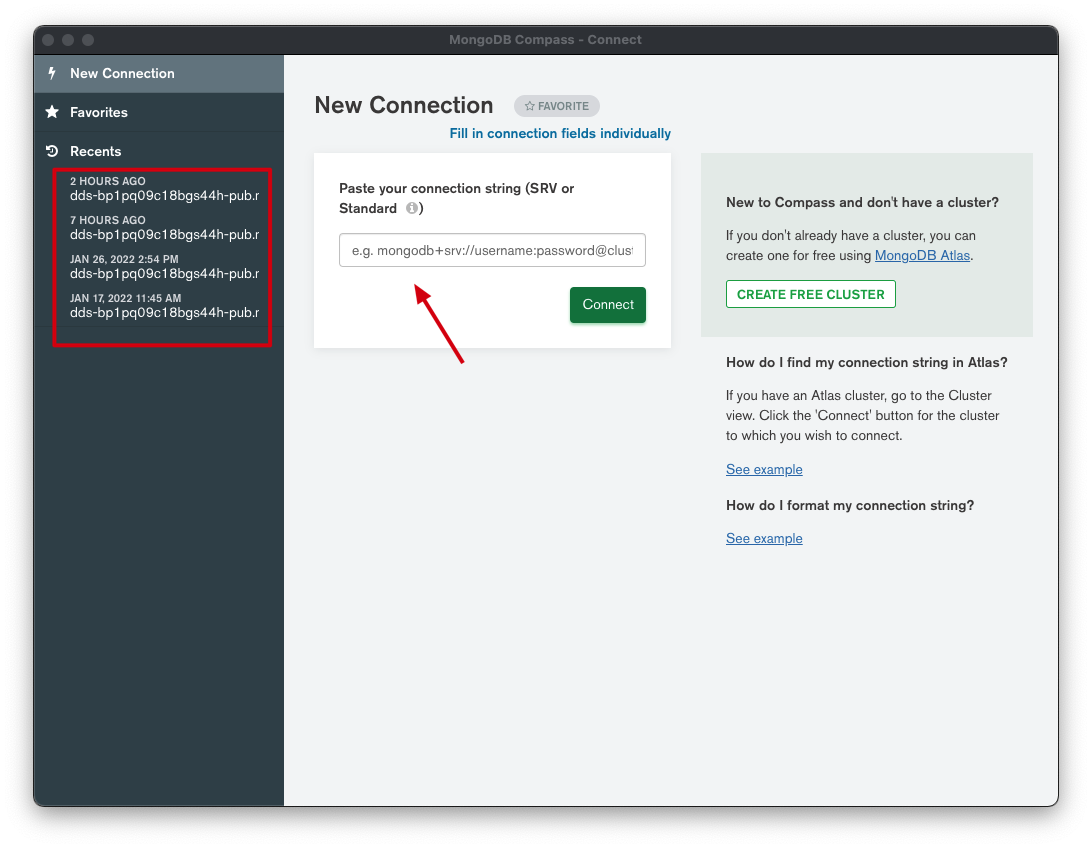 MongoDB Compass - Connect
New Connection
Favorites
Recents
2 HOURS AGO
dds-bp1pq09c18bgs44h-pub.r
7 HOURS AGO
dds-bp1pq09c18bgs44h-pub.r
JAN 26, 2022 2:54 PM
dds-bp1pq09c18bgs44h-pub.r
JAN 17, 2022 11:45 AM
dds-bp1pq09c18bgs44h-pub.r
New Connection
FAVORITE
Fill in connection fields individually
Paste your connection string (SRV or
Standard )
e.g. mongodb+srv://username:password@clust
Connect
New to Compass and don't have a cluster?
If you don't already have a cluster, you can
create one for free using MongoDB Atlas.
CREATE FREE CLUSTER
How do I find my connection string in Atlas?
If you have an Atlas cluster, go to the Cluster
view. Click the 'Connect' button for the cluster
to which you wish to connect.
See example
How do I format my connection string?
See example